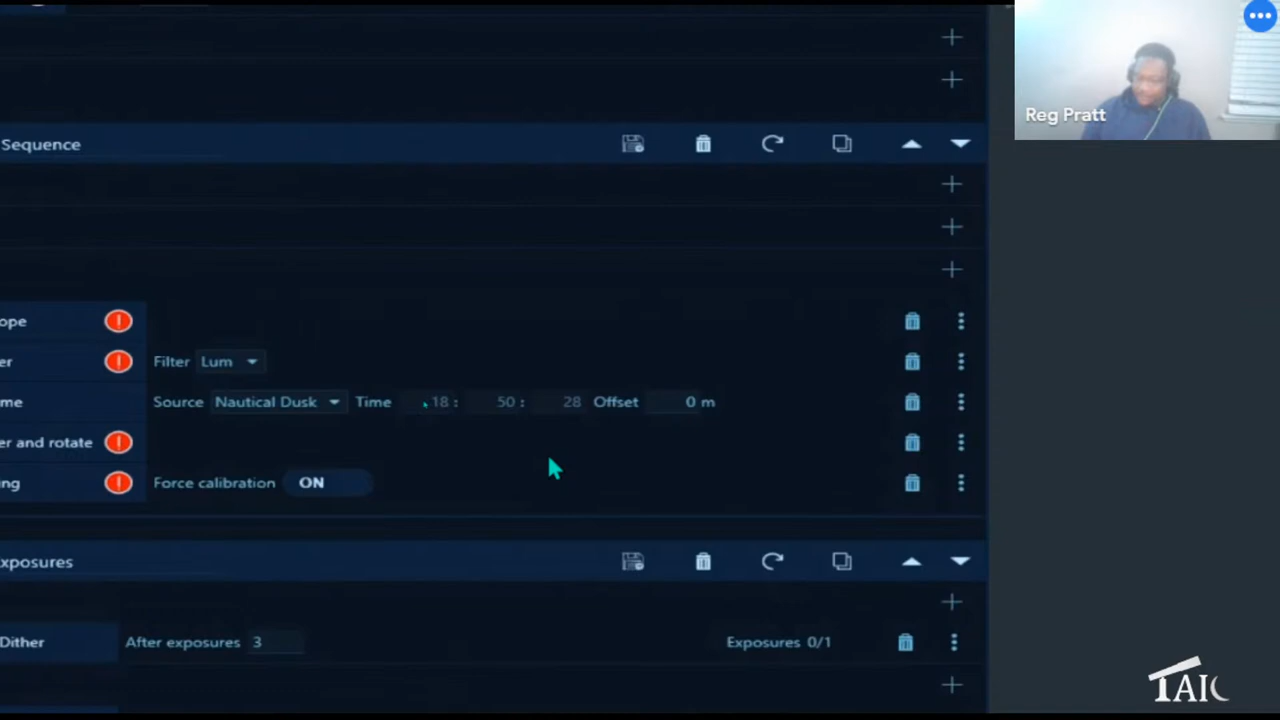 Reg Pratt
Sequence
ope
er Filter Lum
me Source Nautical Dusk Time 18: 50: 28 Offset 0 m
er and rotate
ng Force calibration ON
xposures
Dither After exposures 3 Exposures 0/1
TAIC